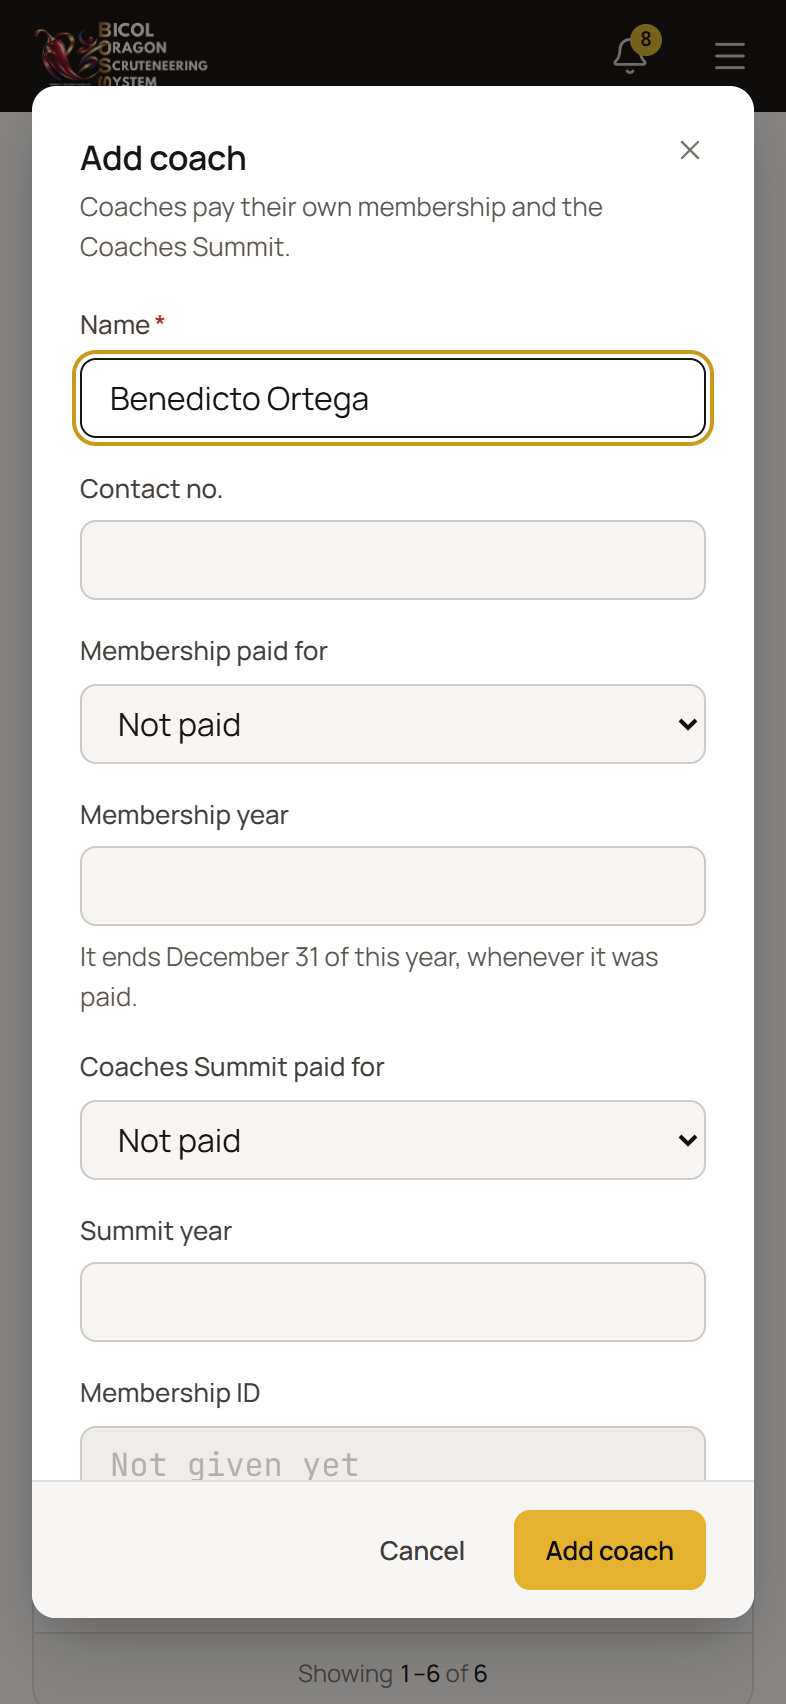 BICOL
DRAGON
SCRUTENEERING
SYSTEM
8
Add coach
Coaches pay their own membership and the
Coaches Summit.
Name *
Benedicto Ortega
Contact no.
Membership paid for
Not paid
Membership year
It ends December 31 of this year, whenever it was
paid.
Coaches Summit paid for
Not paid
Summit year
Membership ID
Not given yet
Cancel
Add coach
Showing 1–6 of 6